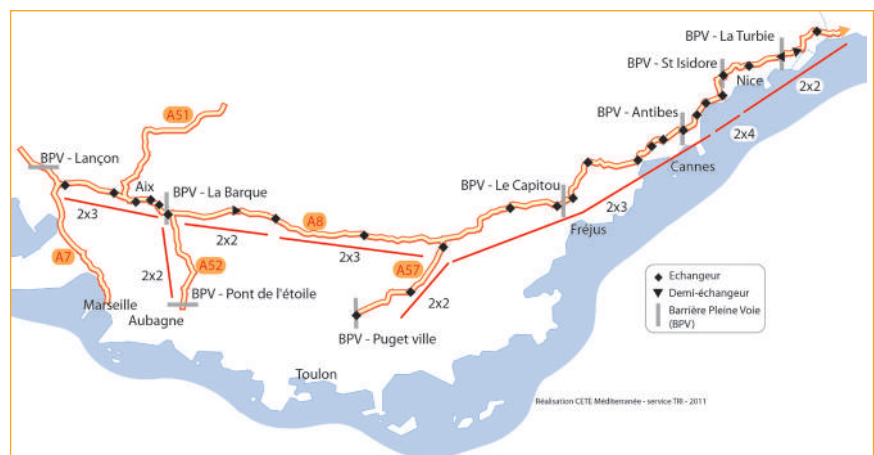 BPV - La Turbie
BPV - St Isidore
Nice
2x2
A51
BPV - Antibes
2x4
BPV - Lançon
Cannes
Aix
BPV - La Barque
BPV - Le Capitou
2x3
A8
2x3
2x2
Fréjus
2x3
A7
A52
A57
2x2
Echangeur
Demi-échangeur
Marseille
BPV - Pont de l'étoile
2x2
Barrière Pleine Voie
(BPV)
Aubagne
BPV - Puget ville
Toulon
Réalisation CETE Méditerranée - service TRI - 2011